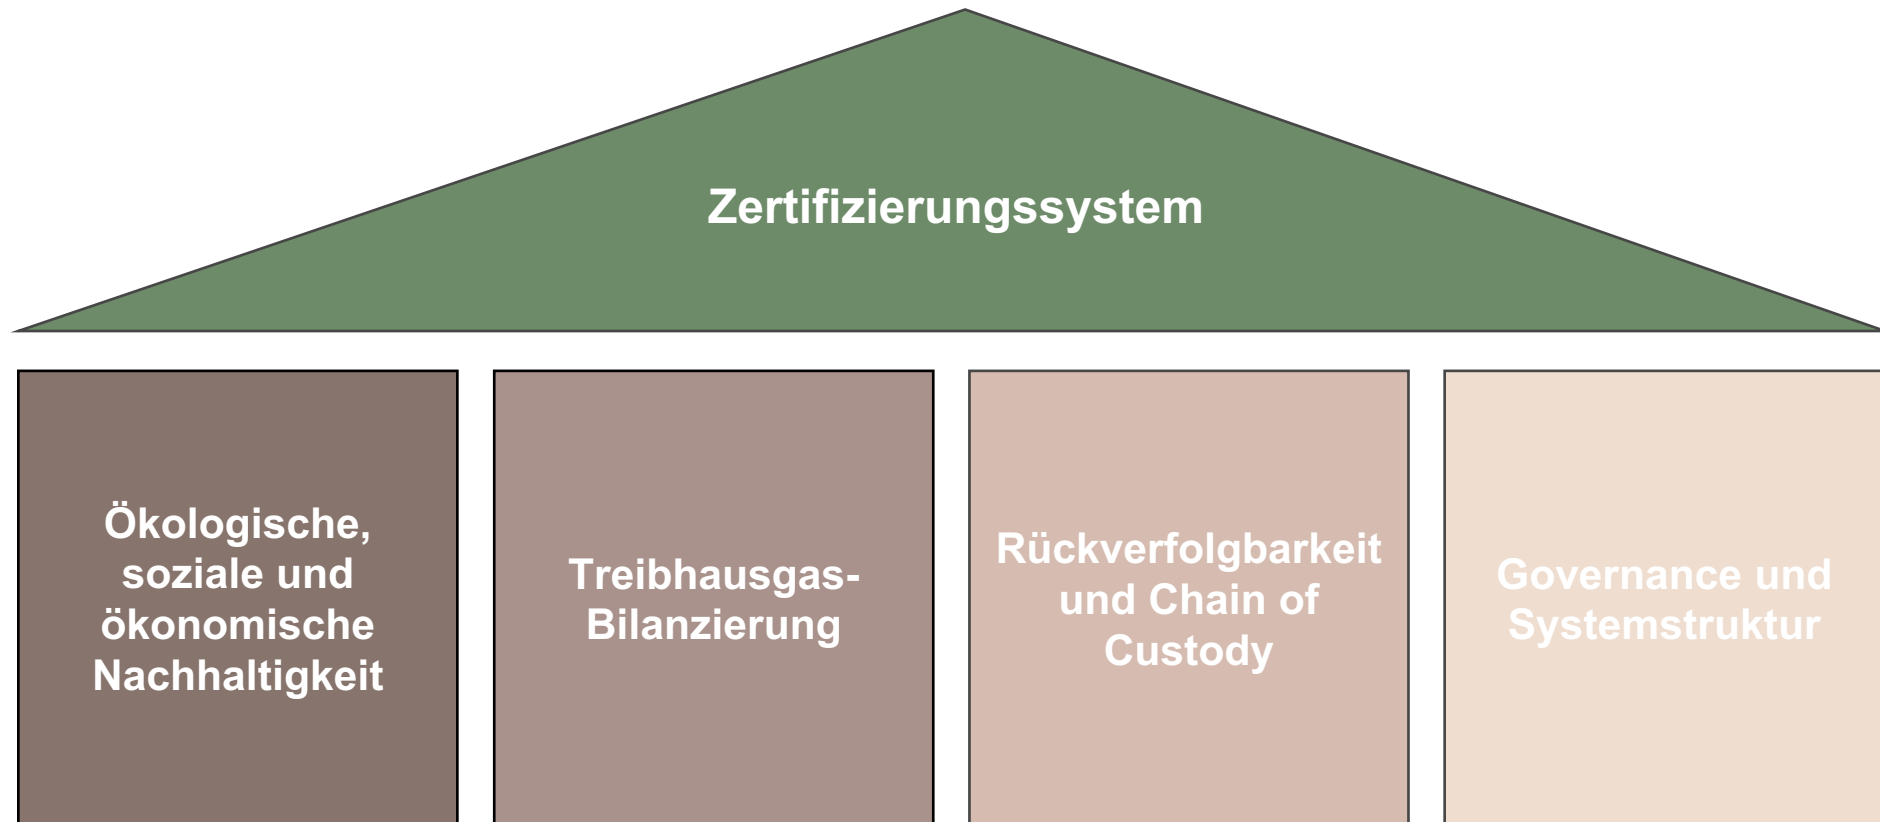 Zertifizierungssystem
Ökologische,
soziale und
ökonomische
Nachhaltigkeit
Treibhausgas-
Bilanzierung
Rückverfolgbarkeit
und Chain of
Custody
Governance und
Systemstruktur